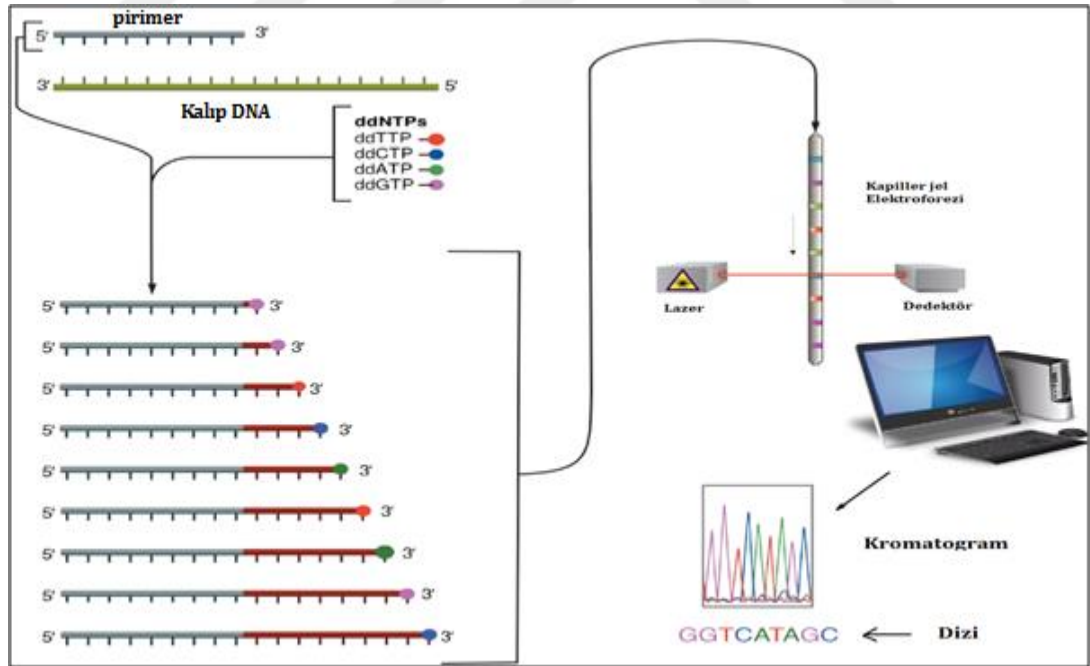 pirimer
5' 3'
3' 5'
Kalıp DNA
ddNTPs
ddTTP
ddCTP
ddATP
ddGTP
5' 3'
5' 3'
5' 3'
5' 3'
5' 3'
5' 3'
5' 3'
5' 3'
5' 3'
Kapiller jel
Elektroforezi
Lazer
Dedektör
Kromatogram
GGTCATAGC
Dizi